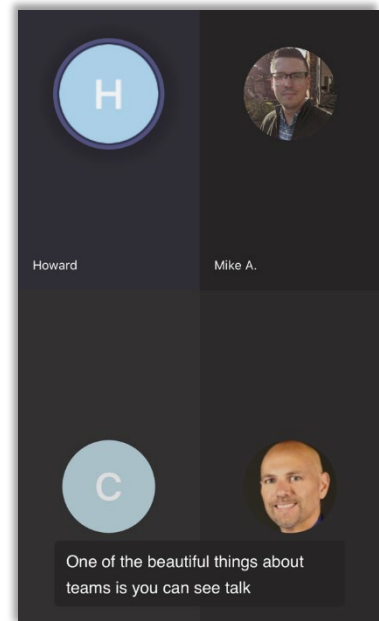 H
Howard
Mike A.
C
One of the beautiful things about
teams is you can see talk